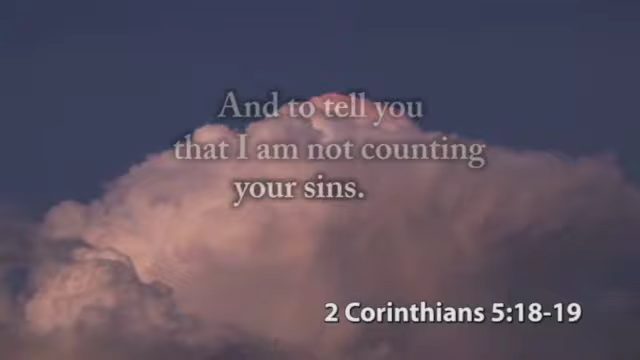 And to tell you
that I am not counting
your sins.
2 Corinthians 5:18-19